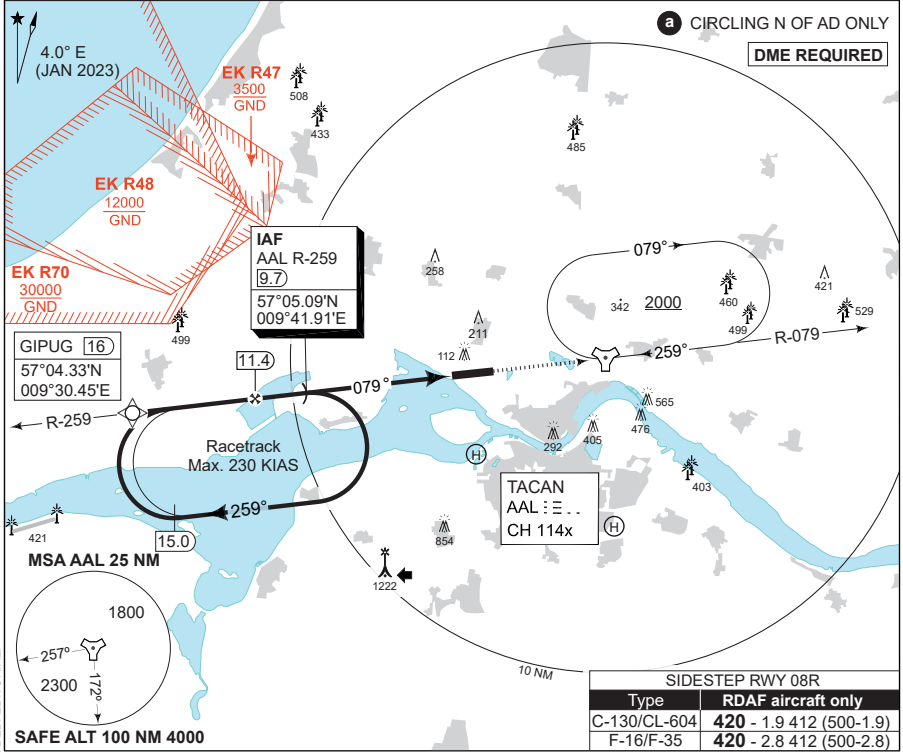 a CIRCLING N OF AD ONLY
DME REQUIRED
4.0° E
(JAN 2023)
EK R47
3500
GND
508
433
485
EK R48
12000
GND
IAF
AAL R-259
9.7
57°05.09'N
009°41.91'E
EK R70
30000
GND
499
258
211
112
079°
342
2000
460
499
421
529
R-079
259°
GIPUG 16
57°04.33'N
009°30.45'E
11.4
079°
R-259
Racetrack
Max. 230 KIAS
259°
15.0
421
H
292
405
565
476
403
TACAN
AAL
CH 114x
H
854
1222
10 NM
MSA AAL 25 NM
1800
257°
2300
172°
SAFE ALT 100 NM 4000
SIDESTEP RWY 08R
Type RDAF aircraft only
C-130/CL-604 420 - 1.9 412 (500-1.9)
F-16/F-35 420 - 2.8 412 (500-2.8)